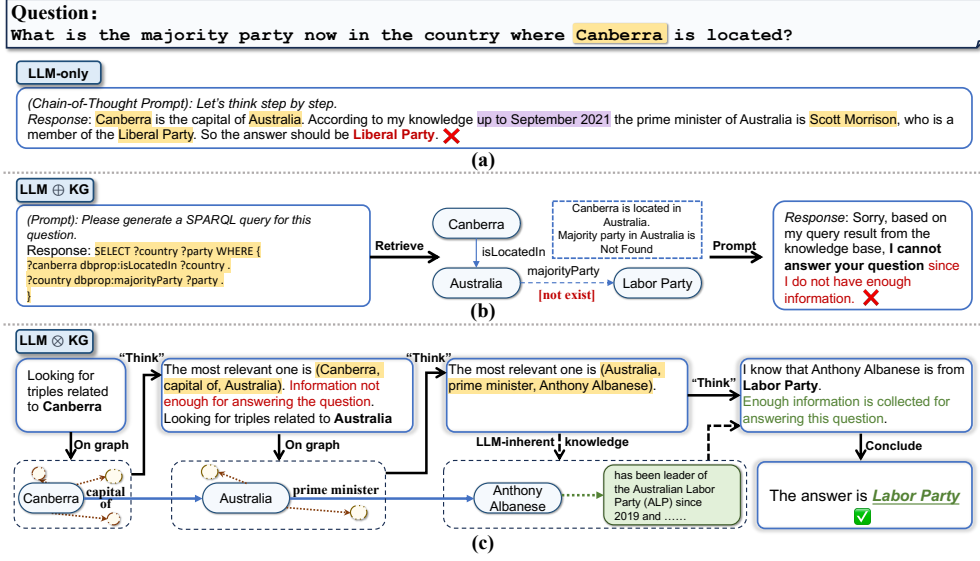 Question:
What is the majority party now in the country where Canberra is located?
LLM-only
(Chain-of-Thought Prompt): Let's think step by step.
Response: Canberra is the capital of Australia. According to my knowledge up to September 2021 the prime minister of Australia is Scott Morrison, who is a
member of the Liberal Party. So the answer should be Liberal Party.
(a)
LLM ⊕ KG
(Prompt): Please generate a SPARQL query for this
question.
Response: SELECT ?country ?party WHERE {
?canberra dbprop:isLocatedIn ?country .
?country dbprop:majorityParty ?party .
}
Retrieve
Canberra
isLocatedIn
Australia
majorityParty
[not exist]
Labor Party
Canberra is located in
Australia.
Majority party in Australia is
Not Found
Prompt
Response: Sorry, based on
my query result from the
knowledge base, I cannot
answer your question since
I do not have enough
information.
(b)
LLM ⊗ KG
Looking for
triples related
to Canberra
"Think"
The most relevant one is (Canberra,
capital of, Australia). Information not
enough for answering the question.
Looking for triples related to Australia
"Think"
The most relevant one is (Australia,
prime minister, Anthony Albanese).
"Think"
I know that Anthony Albanese is from
Labor Party.
Enough information is collected for
answering this question.
On graph
On graph
LLM-inherent knowledge
Conclude
Canberra
capital
of
Australia
prime minister
Anthony
Albanese
has been leader of
the Australian Labor
Party (ALP) since
2019 and ......
The answer is Labor Party
(c)